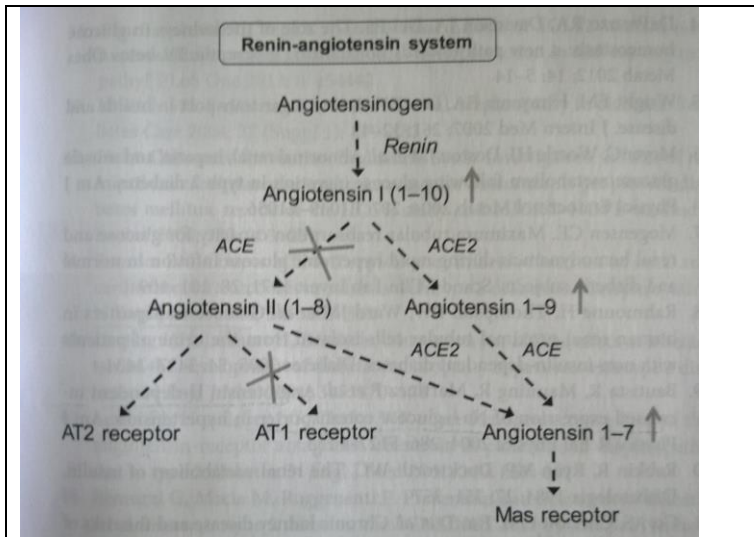 Renin-angiotensin system
Angiotensinogen
Renin
Angiotensin I (1–10)
ACE
ACE2
Angiotensin II (1–8)
Angiotensin 1–9
ACE2
ACE
AT2 receptor
AT1 receptor
Angiotensin 1–7
Mas receptor